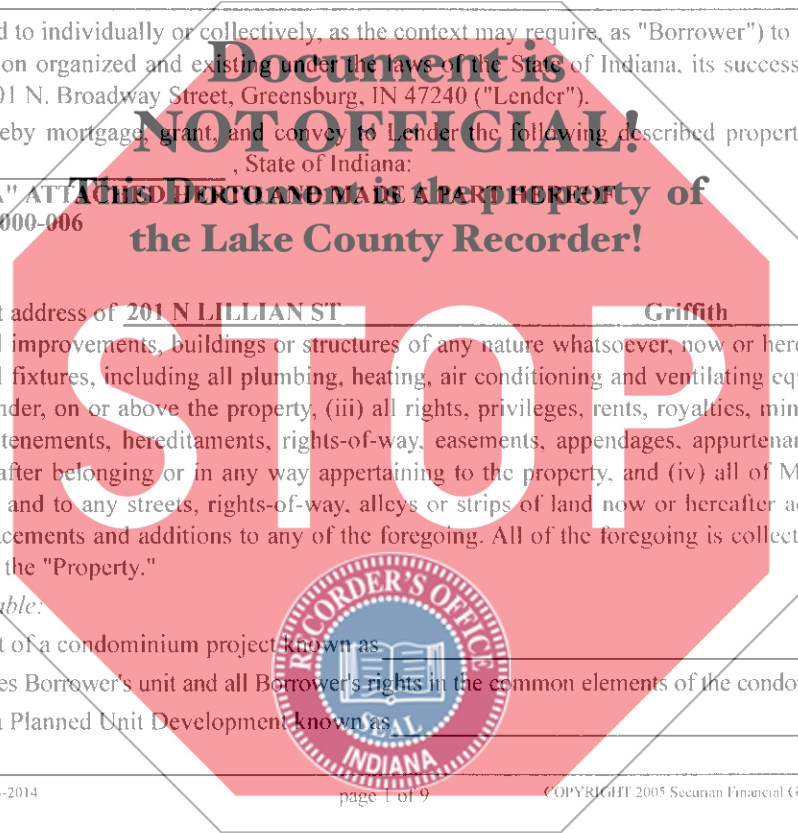 d to individually or collectively, as the context may require, as "Borrower") to
on organized and existing under the laws of the State of Indiana, its success
01 N. Broadway Street, Greensburg, IN 47240 ("Lender").
eby mortgage, grant, and convey to Lender the following described propert
, State of Indiana:
A" ATTACHED HERTO AND MADE A PART HEREOF
000-006
Document is
NOT OFFICIAL!
This Document is the property of
the Lake County Recorder!
STOP
t address of 201 N LILLIAN ST Griffith
l improvements, buildings or structures of any nature whatsoever, now or here
l fixtures, including all plumbing, heating, air conditioning and ventilating equ
nder, on or above the property, (iii) all rights, privileges, rents, royalties, min
tenements, hereditaments, rights-of-way, easements, appendages, appurtenan
after belonging or in any way appertaining to the property, and (iv) all of M
and to any streets, rights-of-way, alleys or strips of land now or hereafter ad
cements and additions to any of the foregoing. All of the foregoing is collect
the "Property."
able:
t of a condominium project known as
es Borrower's unit and all Borrower's rights in the common elements of the condo
a Planned Unit Development known as
RECORDER'S OFFICE
SEAL
INDIANA
-2014 page 1 of 9 COPYRIGHT 2005 Securian Financial G